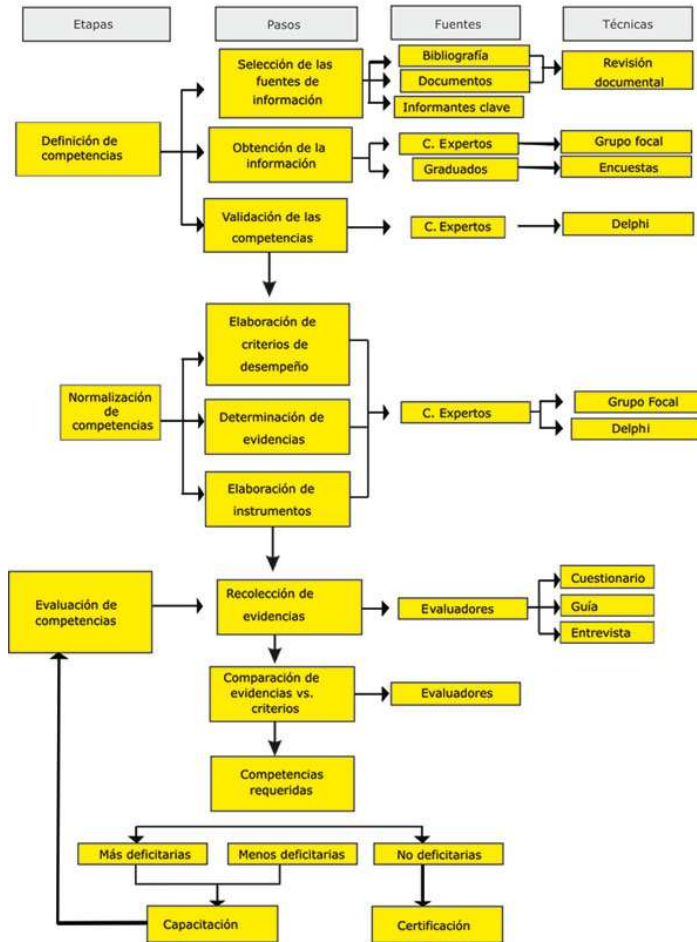 Etapas
Pasos
Fuentes
Técnicas
Selección de las
fuentes de
información
Bibliografía
Documentos
Informantes clave
Revisión
documental
Definición de
competencias
Obtención de la
información
C. Expertos
Graduados
Grupo focal
Encuestas
Validación de las
competencias
C. Expertos
Delphi
Elaboración de
criterios de
desempeño
Normalización
de
competencias
Determinación de
evidencias
C. Expertos
Grupo Focal
Delphi
Elaboración de
instrumentos
Evaluación de
competencias
Recolección de
evidencias
Evaluadores
Cuestionario
Guía
Entrevista
Comparación de
evidencias vs.
criterios
Evaluadores
Competencias
requeridas
Más deficitarias
Menos deficitarias
No deficitarias
Capacitación
Certificación